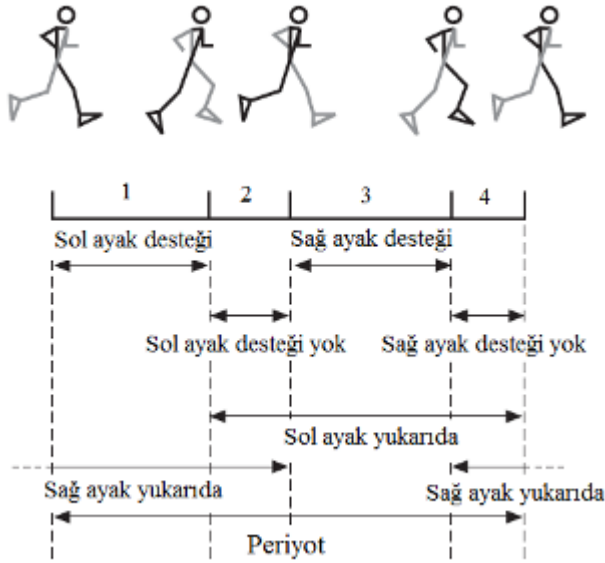 1 2 3 4
Sol ayak desteği Sağ ayak desteği
Sol ayak desteği yok Sağ ayak desteği yok
Sol ayak yukarıda
Sağ ayak yukarıda Sağ ayak yukarıda
Periyot